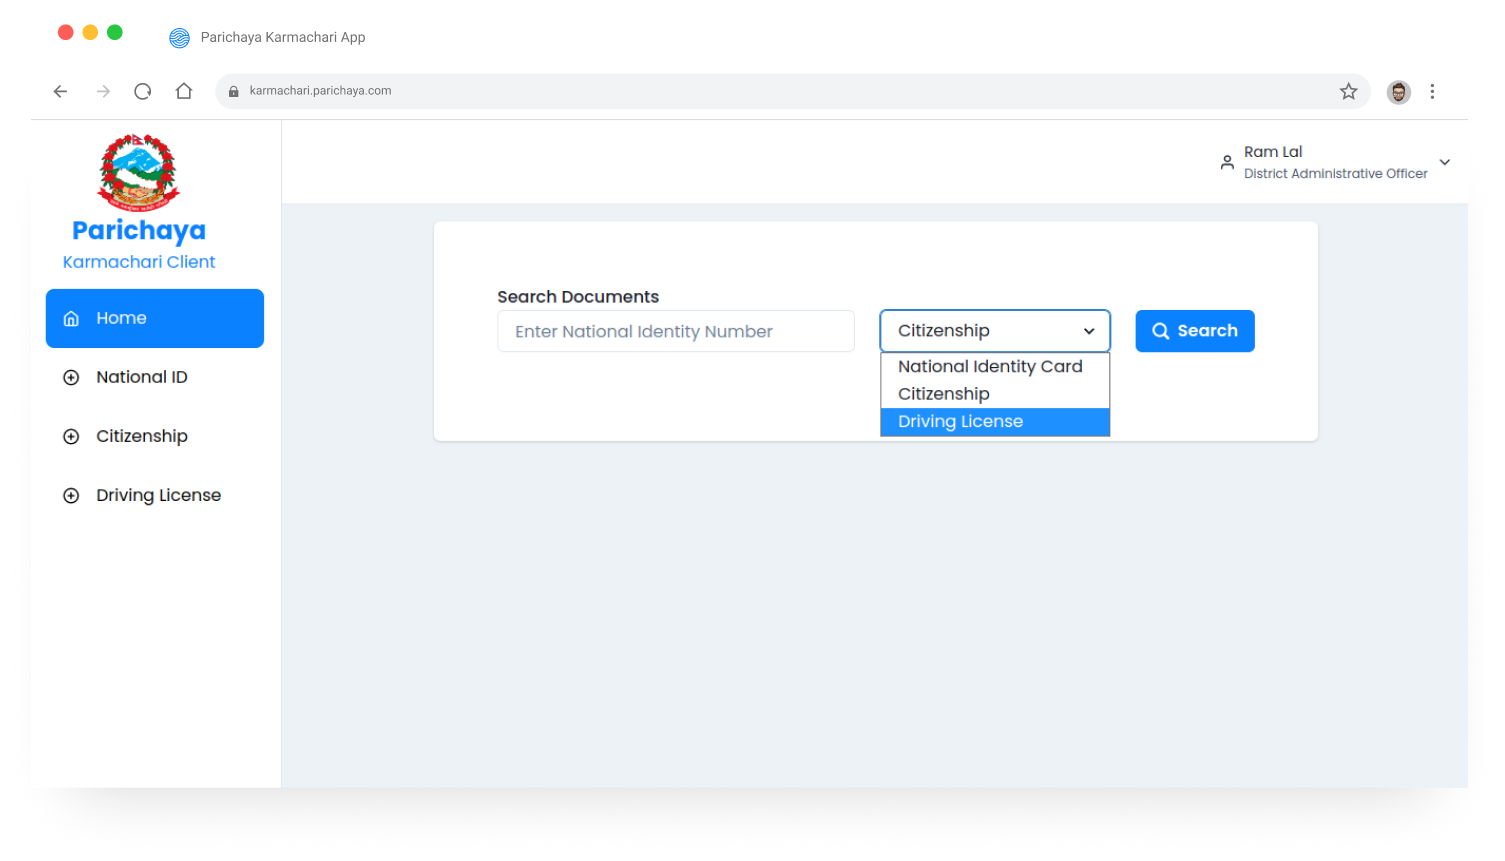 Parichaya Karmachari App
karmachari.parichaya.com
Ram Lal
District Administrative Officer
Parichaya
Karmachari Client
Home
National ID
Citizenship
Driving License
Search Documents
Enter National Identity Number
Citizenship
Search
National Identity Card
Citizenship
Driving License